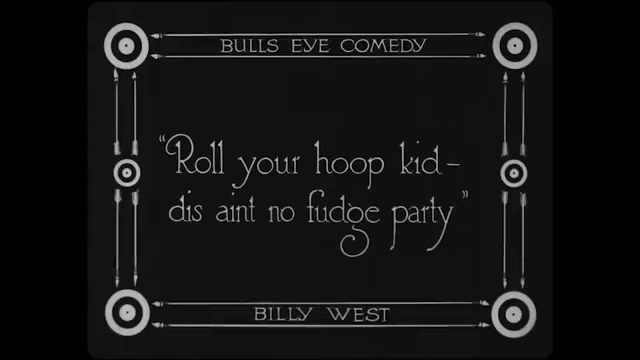 BULLS EYE COMEDY
"Roll your hoop kid-
dis aint no fudge party"
BILLY WEST